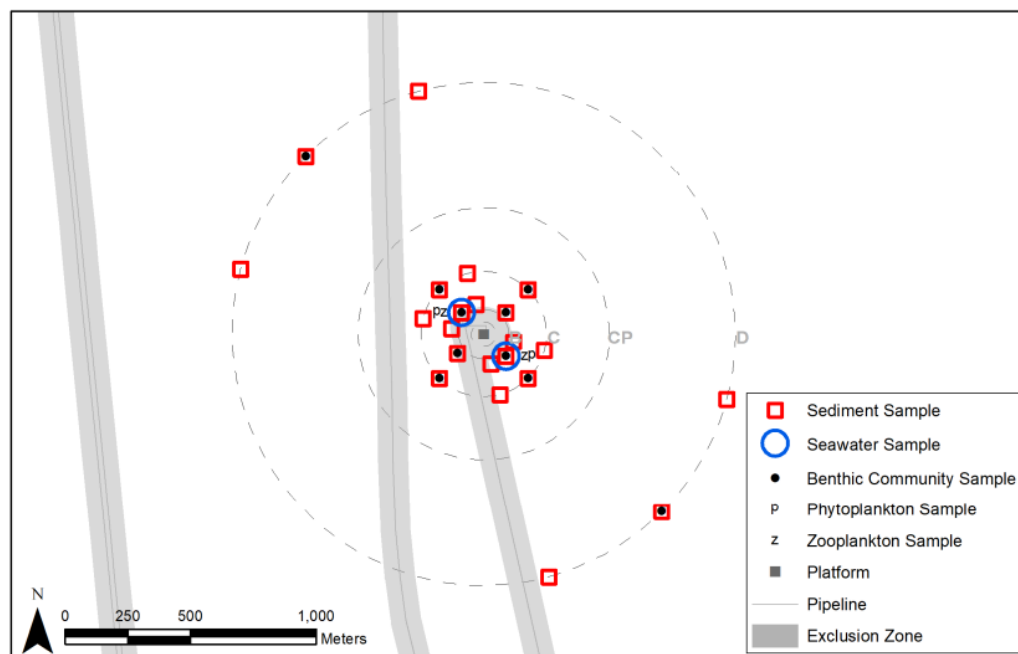 pz
B
C
CP
D
zp
Sediment Sample
Seawater Sample
Benthic Community Sample
p Phytoplankton Sample
z Zooplankton Sample
Platform
Pipeline
Exclusion Zone
N
0 250 500 1,000
Meters